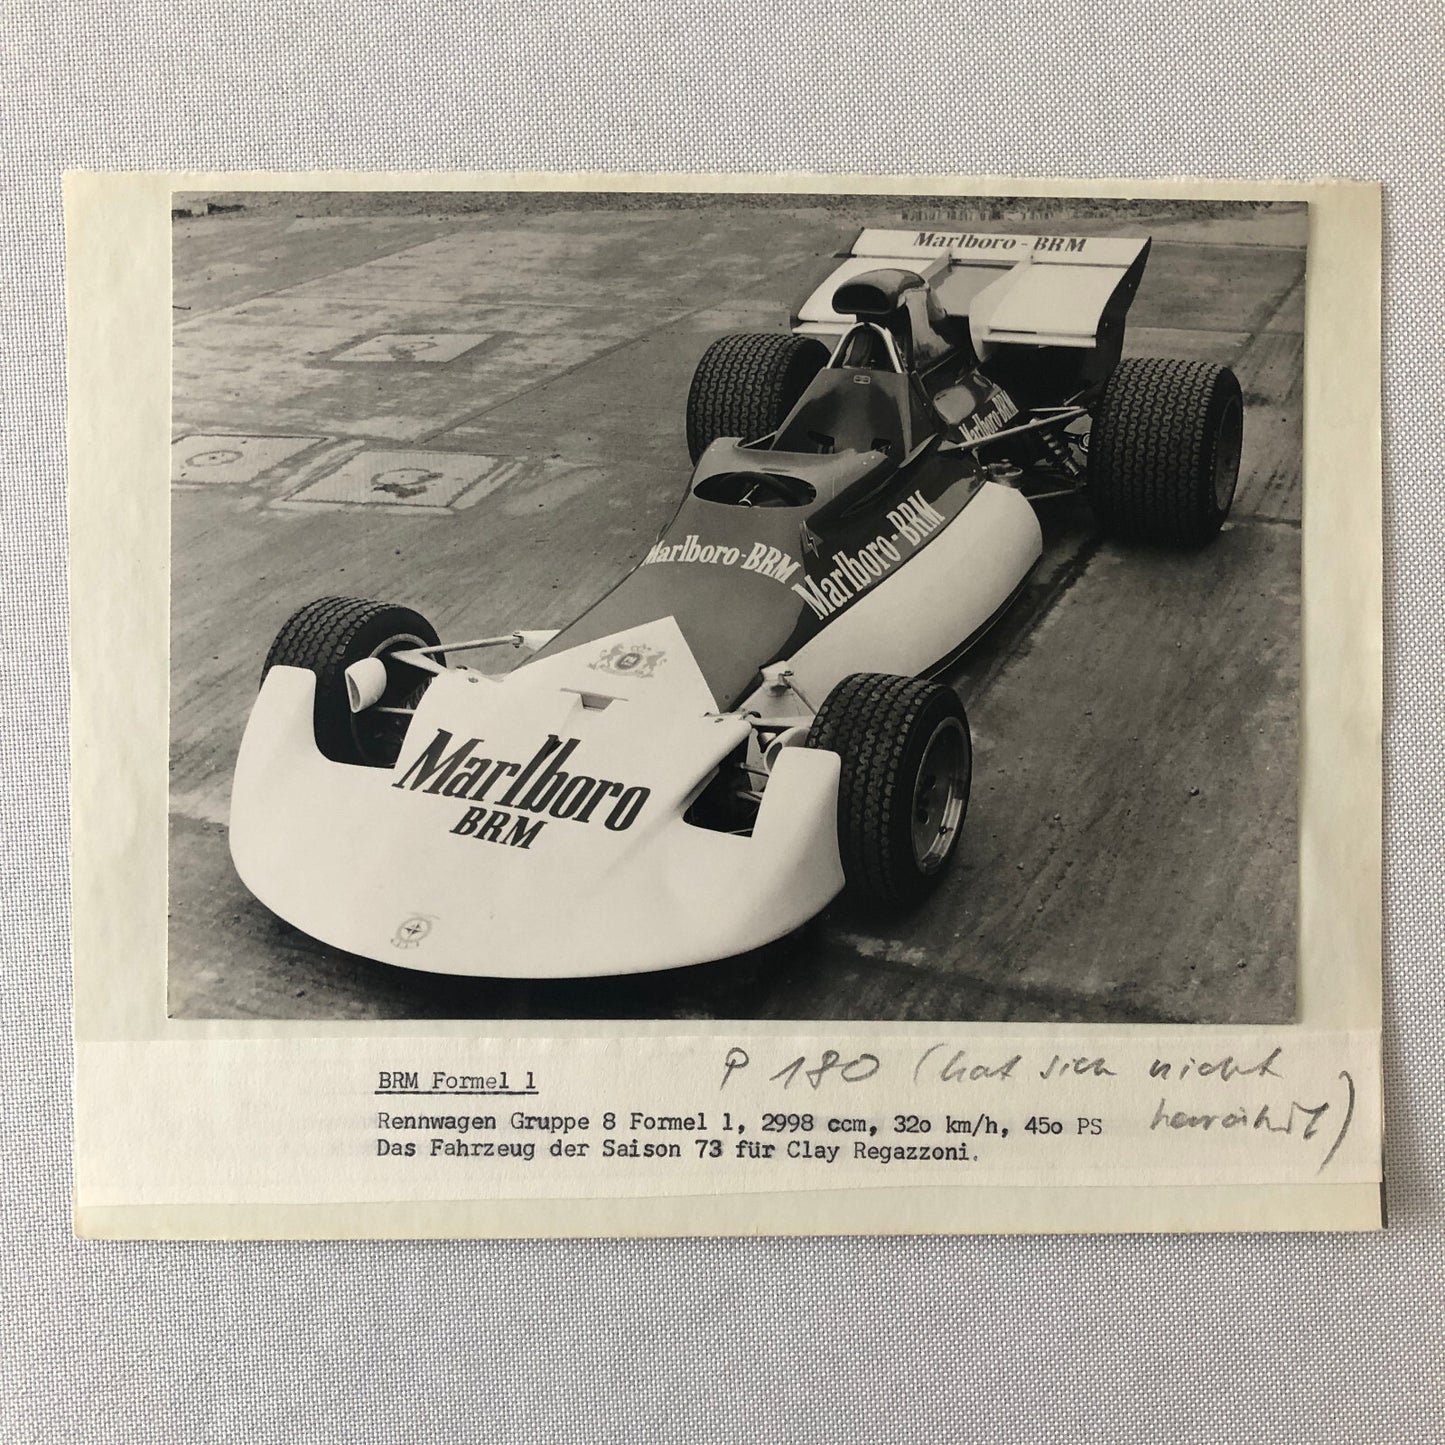 Marlboro - BRM
Marlboro-BRM
Marlboro-BRM
Marlboro-BRM
Marlboro
BRM
BRM Formel 1
P 180 (hat sich nicht
bewährt)
Rennwagen Gruppe 8 Formel 1, 2998 ccm, 32o km/h, 45o PS
Das Fahrzeug der Saison 73 für Clay Regazzoni.